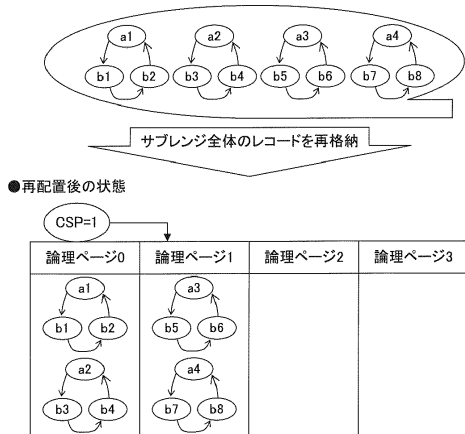 a1 a2 a3 a4
b1 b2 b3 b4 b5 b6 b7 b8
サブレンジ全体のレコードを再格納
●再配置後の状態
CSP=1
論理ページ0 論理ページ1 論理ページ2 論理ページ3
a1 a3
b1 b2 b5 b6
a2 a4
b3 b4 b7 b8